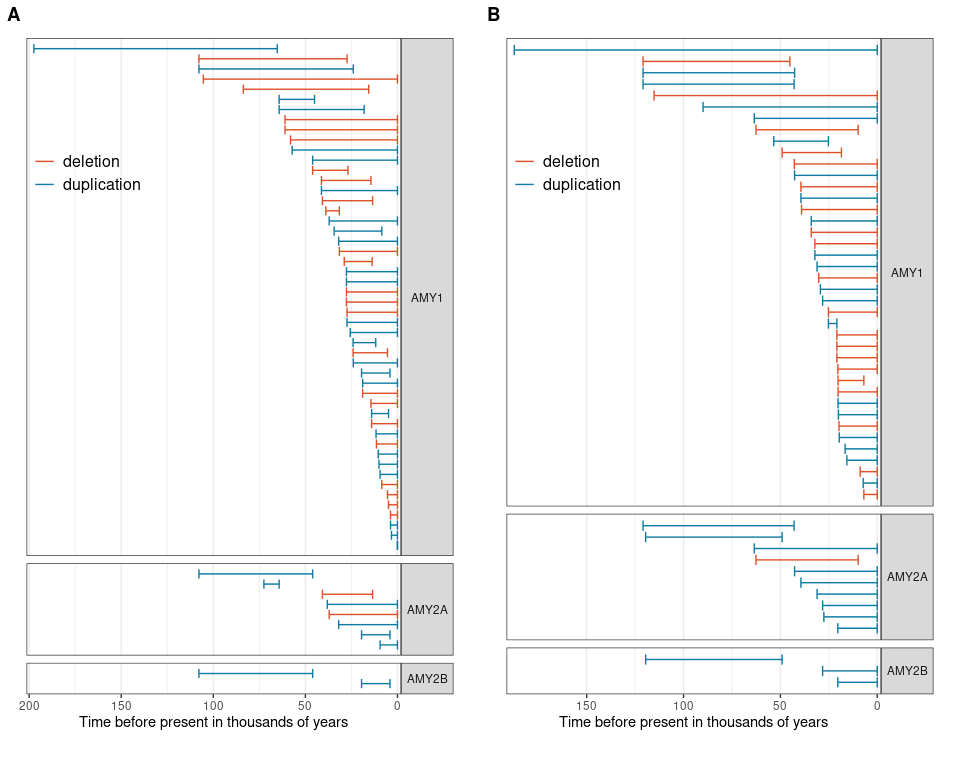 A
deletion
duplication
AMY1
AMY2A
AMY2B
200 150 100 50 0
Time before present in thousands of years
B
deletion
duplication
AMY1
AMY2A
AMY2B
150 100 50 0
Time before present in thousands of years